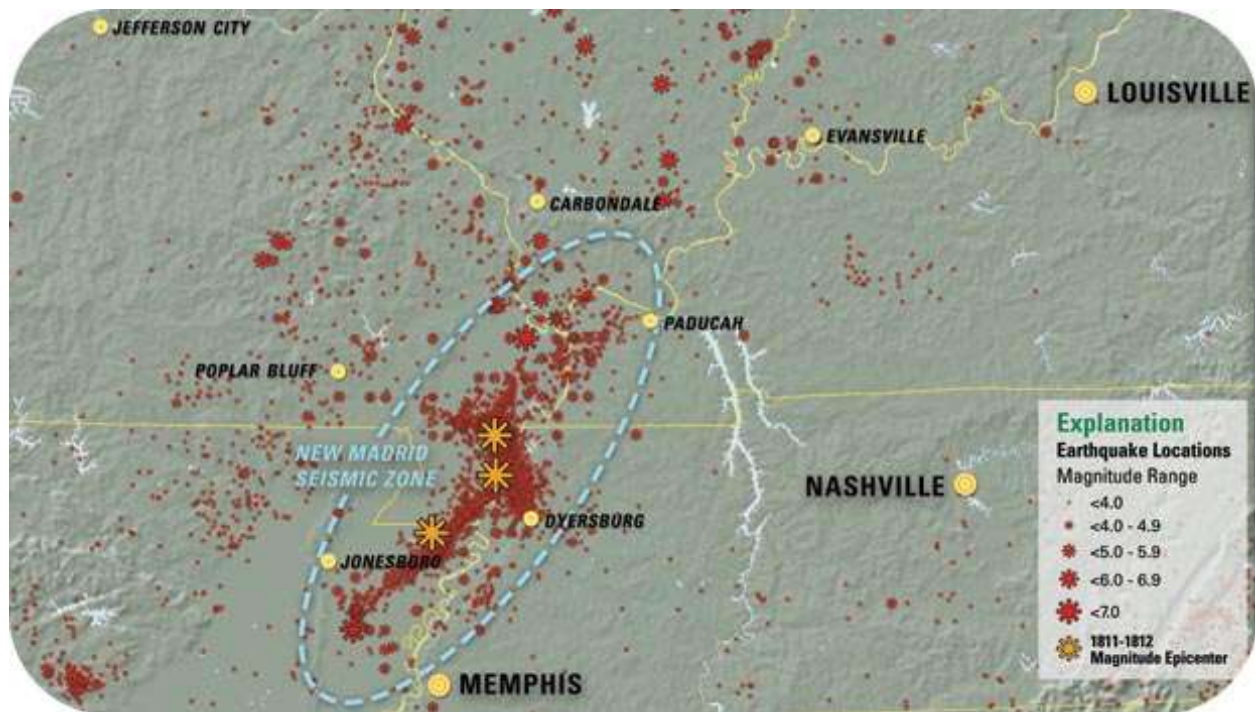 JEFFERSON CITY
LOUISVILLE
EVANSVILLE
CARBONDALE
PADUCAH
POPLAR BLUFF
NEW MADRID
SEISMIC ZONE
NASHVILLE
DYERSBURG
JONESBORO
MEMPHIS
Explanation
Earthquake Locations
Magnitude Range
<4.0
<4.0 - 4.9
<5.0 - 5.9
<6.0 - 6.9
<7.0
1811-1812
Magnitude Epicenter